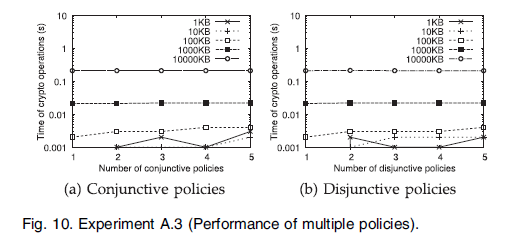 Time of crypto operations (s)
10
1
0.1
0.01
0.001
1KB
10KB
100KB
1000KB
10000KB
1 2 3 4 5
Number of conjunctive policies
(a) Conjunctive policies
Time of crypto operations (s)
10
1
0.1
0.01
0.001
1KB
10KB
100KB
1000KB
10000KB
1 2 3 4 5
Number of disjunctive policies
(b) Disjunctive policies
Fig. 10. Experiment A.3 (Performance of multiple policies).